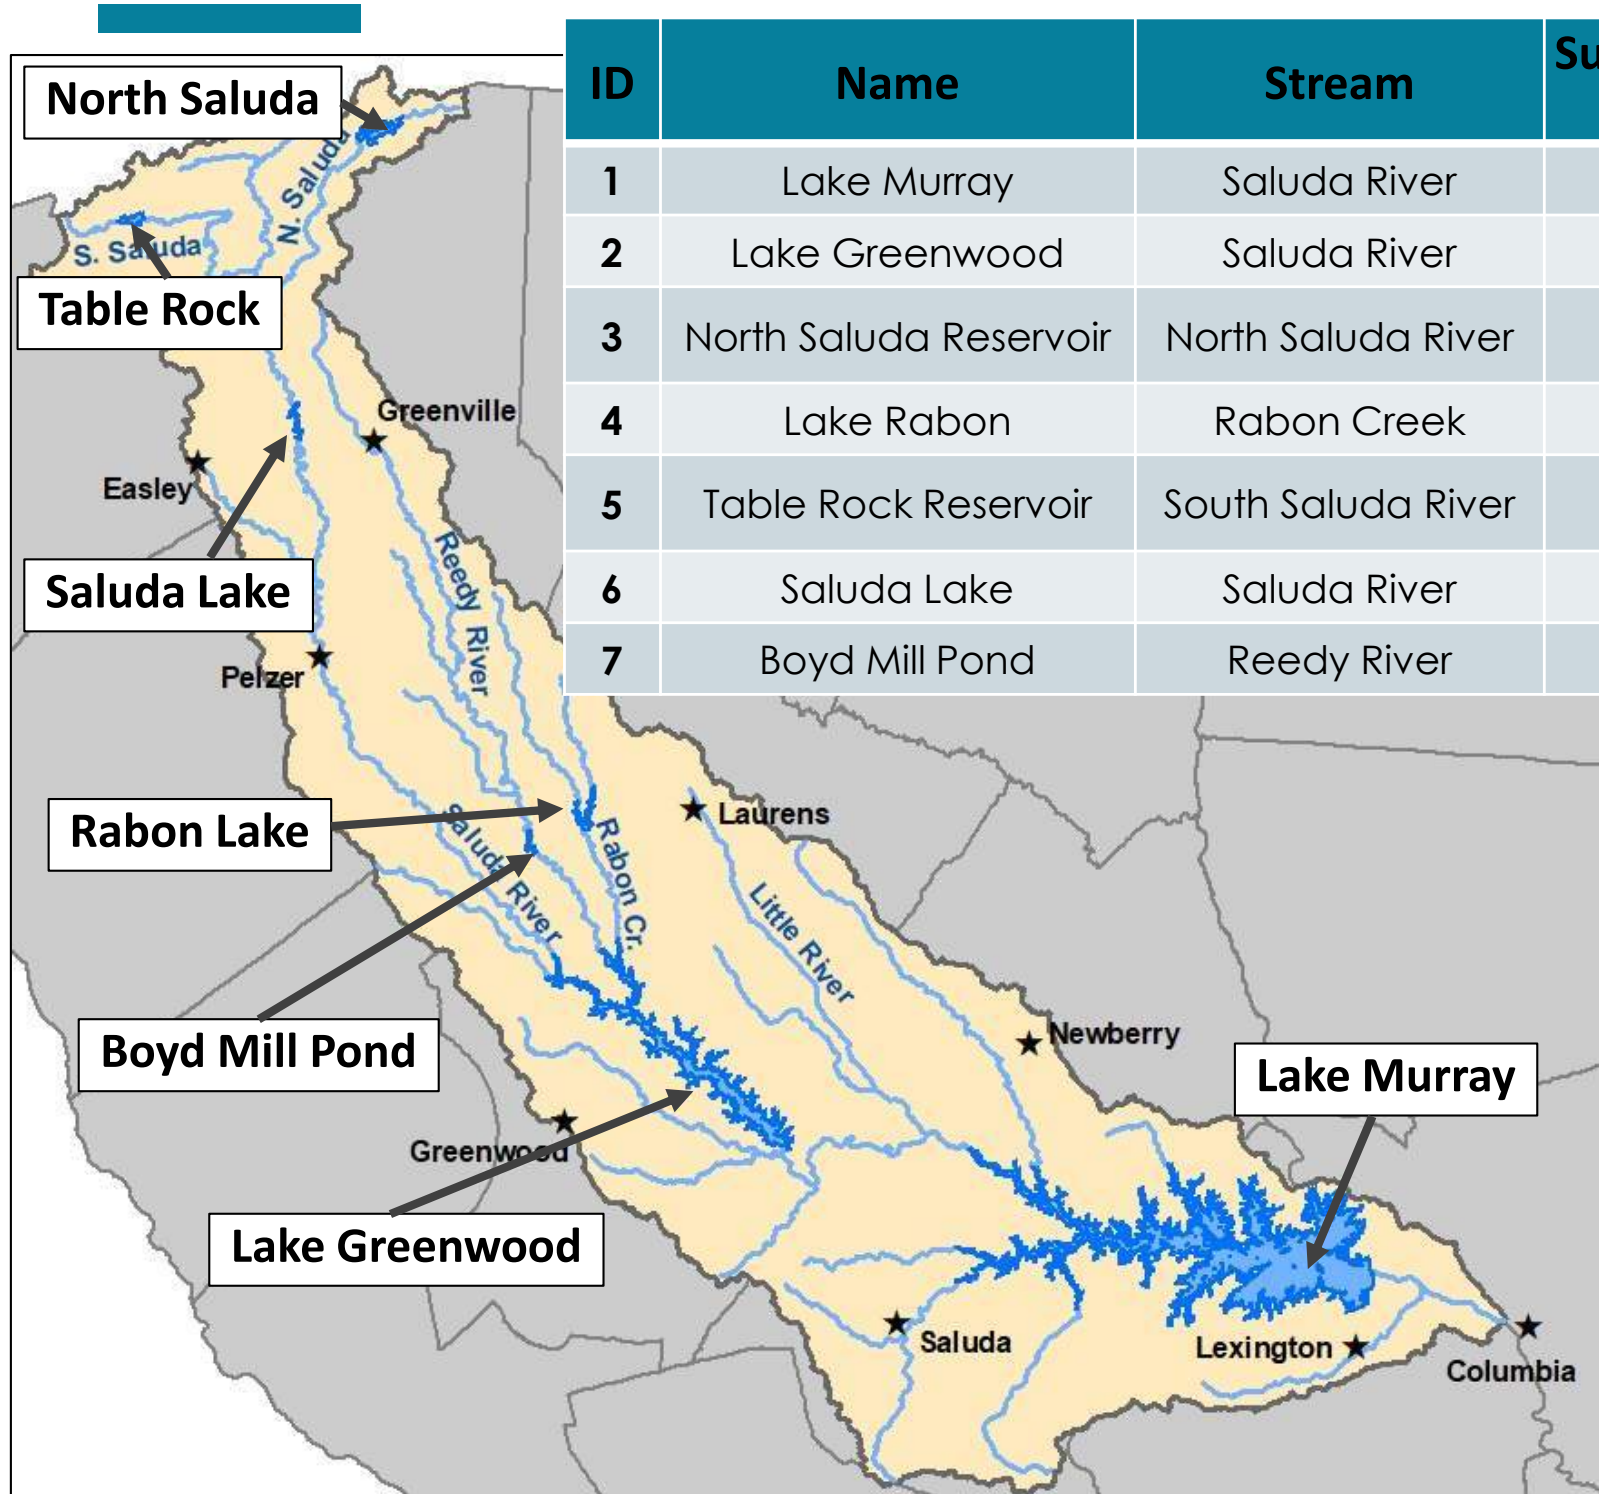 ID Name Stream Su
1 Lake Murray Saluda River
2 Lake Greenwood Saluda River
3 North Saluda Reservoir North Saluda River
4 Lake Rabon Rabon Creek
5 Table Rock Reservoir South Saluda River
6 Saluda Lake Saluda River
7 Boyd Mill Pond Reedy River
North Saluda
N. Saluda
S. Saluda
Table Rock
Greenville
Easley
Reedy River
Saluda Lake
Pelzer
Rabon Lake
Saluda River
Rabon Cr.
Laurens
Little River
Boyd Mill Pond
Newberry
Lake Murray
Greenwood
Lake Greenwood
Saluda
Lexington
Columbia